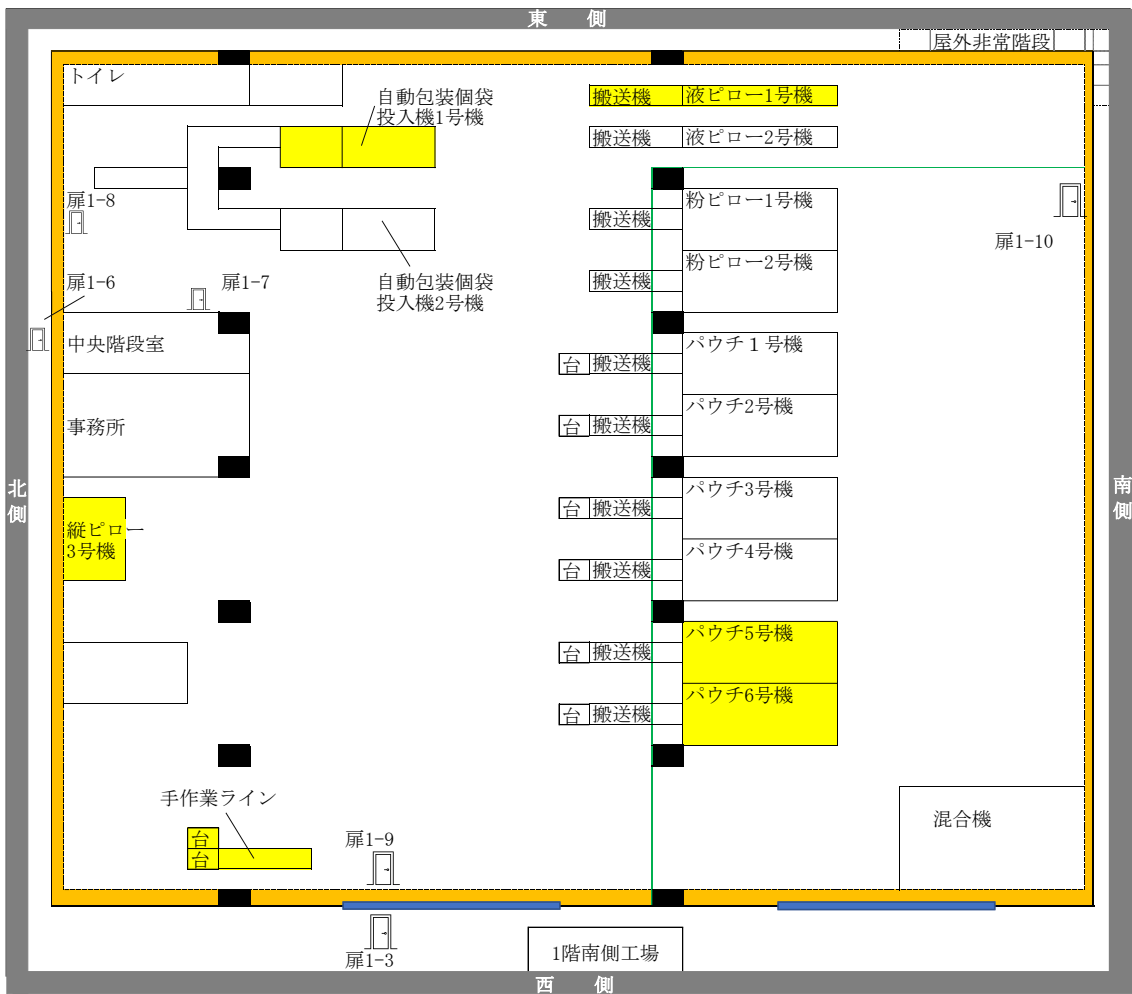 東　側
屋外非常階段
トイレ
自動包装個袋
投入機1号機
搬送機
液ピロー1号機
搬送機
液ピロー2号機
扉1-8
搬送機
粉ピロー1号機
扉1-10
扉1-6
扉1-7
自動包装個袋
投入機2号機
搬送機
粉ピロー2号機
中央階段室
台
搬送機
パウチ１号機
事務所
台
搬送機
パウチ2号機
北
側
南
側
縦ピロー
3号機
台
搬送機
パウチ3号機
台
搬送機
パウチ4号機
台
搬送機
パウチ5号機
台
搬送機
パウチ6号機
手作業ライン
台
台
扉1-9
混合機
扉1-3
1階南側工場
西　側